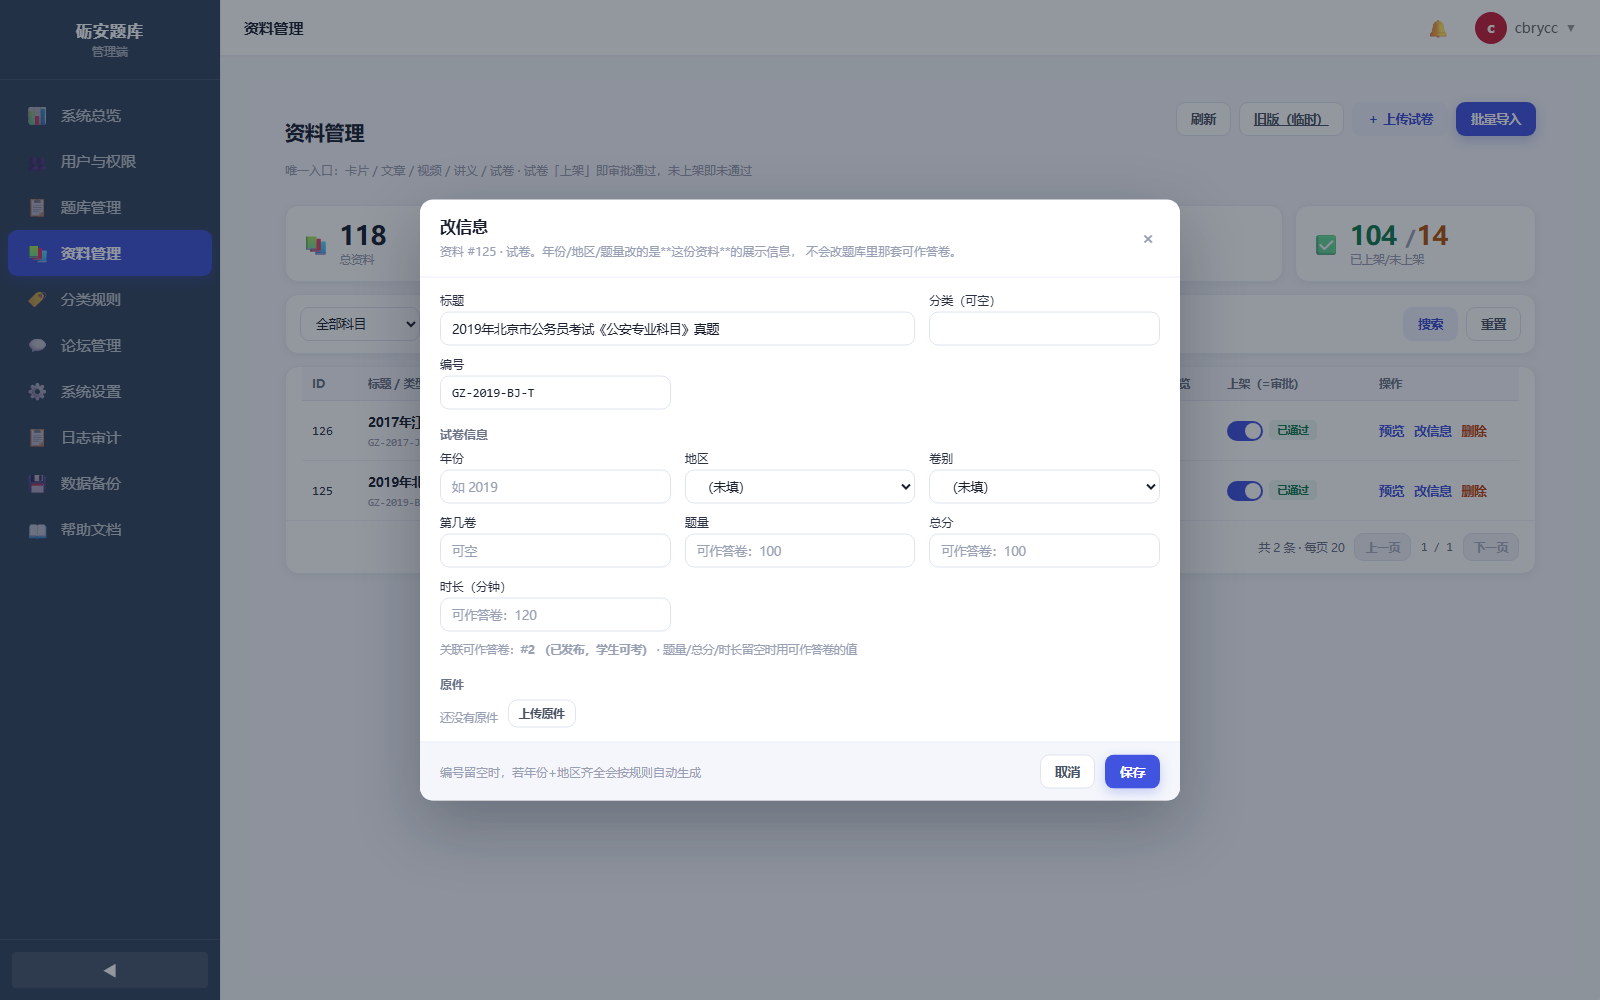 砺安题库
管理端
系统总览
用户与权限
题库管理
资料管理
分类规则
论坛管理
系统设置
日志审计
数据备份
帮助文档
◀
资料管理
c
cbrycc ▼
资料管理
刷新
旧版（临时）
+ 上传试卷
批量导入
唯一入口：卡片 / 文章 / 视频 / 讲义 / 试卷 · 试卷「上架」即审批通过，未上架即未通过
118
总资料
104 /14
已上架/未上架
全部科目
搜索
重置
ID
标题 / 类型
览
上架（=审批）
操作
126
2017年江
GZ-2017-J
已通过
预览 改信息 删除
125
2019年北
GZ-2019-B
已通过
预览 改信息 删除
共 2 条 · 每页 20
上一页
1 / 1
下一页
改信息
资料 #125 · 试卷。年份/地区/题量改的是**这份资料**的展示信息， 不会改题库里那套可作答卷。
×
标题
分类（可空）
2019年北京市公务员考试《公安专业科目》真题
编号
GZ-2019-BJ-T
试卷信息
年份
地区
卷别
如 2019
（未填）
（未填）
第几卷
题量
总分
可空
可作答卷：100
可作答卷：100
时长（分钟）
可作答卷：120
关联可作答卷：#2 （已发布，学生可考） · 题量/总分/时长留空时用可作答卷的值
原件
还没有原件
上传原件
编号留空时，若年份+地区齐全会按规则自动生成
取消
保存